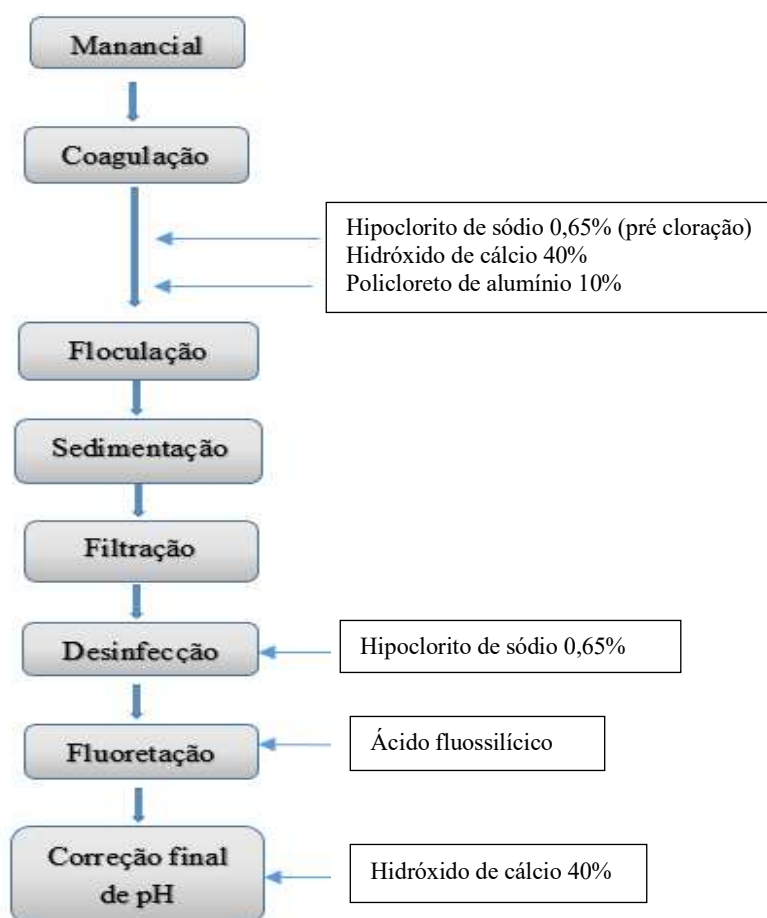 Manancial
Coagulação
Hipoclorito de sódio 0,65% (pré cloração)
Hidróxido de cálcio 40%
Policloreto de alumínio 10%
Floculação
Sedimentação
Filtração
Desinfecção
Hipoclorito de sódio 0,65%
Fluoretação
Ácido fluossilícico
Correção final
de pH
Hidróxido de cálcio 40%